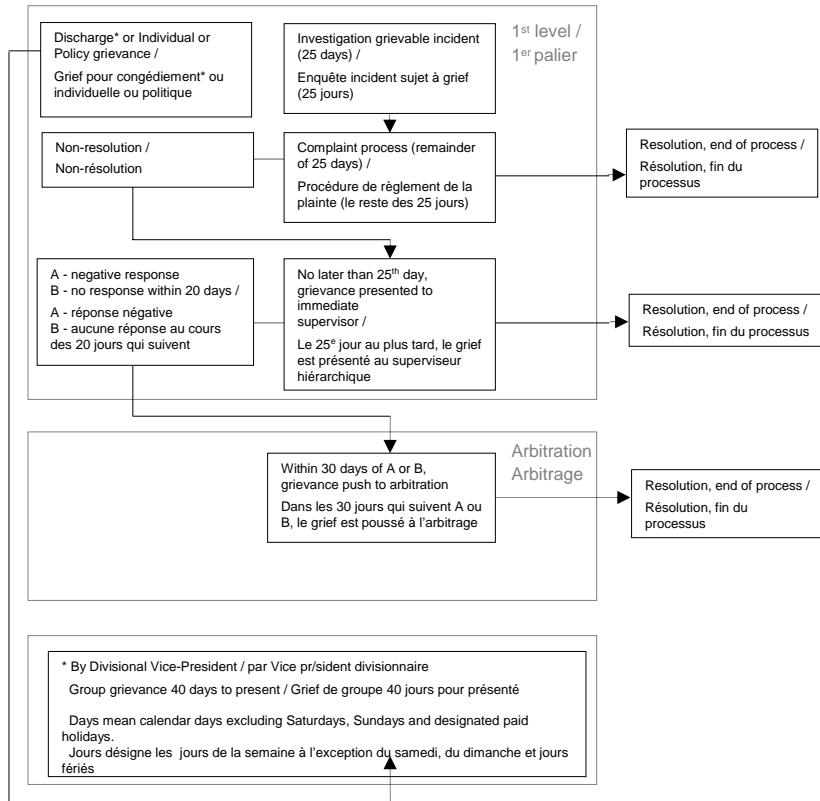 Discharge* or Individual or
Policy grievance /
Grief pour congédiement* ou
individuelle ou politique
Investigation grievable incident
(25 days) /
Enquête incident sujet à grief
(25 jours)
1st level /
1er palier
Non-resolution /
Non-résolution
Complaint process (remainder
of 25 days) /
Procédure de règlement de la
plainte (le reste des 25 jours)
Resolution, end of process /
Résolution, fin du
processus
A - negative response
B - no response within 20 days /
A - réponse négative
B - aucune réponse au cours
des 20 jours qui suivent
No later than 25th day,
grievance presented to
immediate
supervisor /
Le 25e jour au plus tard, le grief
est présenté au superviseur
hiérarchique
Resolution, end of process /
Résolution, fin du processus
Arbitration
Arbitrage
Within 30 days of A or B,
grievance push to arbitration
Dans les 30 jours qui suivent A ou
B, le grief est poussé à l'arbitrage
Resolution, end of process /
Résolution, fin du
processus
* By Divisional Vice-President / par Vice pr/sident divisionnaire
Group grievance 40 days to present / Grief de groupe 40 jours pour présenté
Days mean calendar days excluding Saturdays, Sundays and designated paid
holidays.
Jours désigne les jours de la semaine à l'exception du samedi, du dimanche et jours
fériés